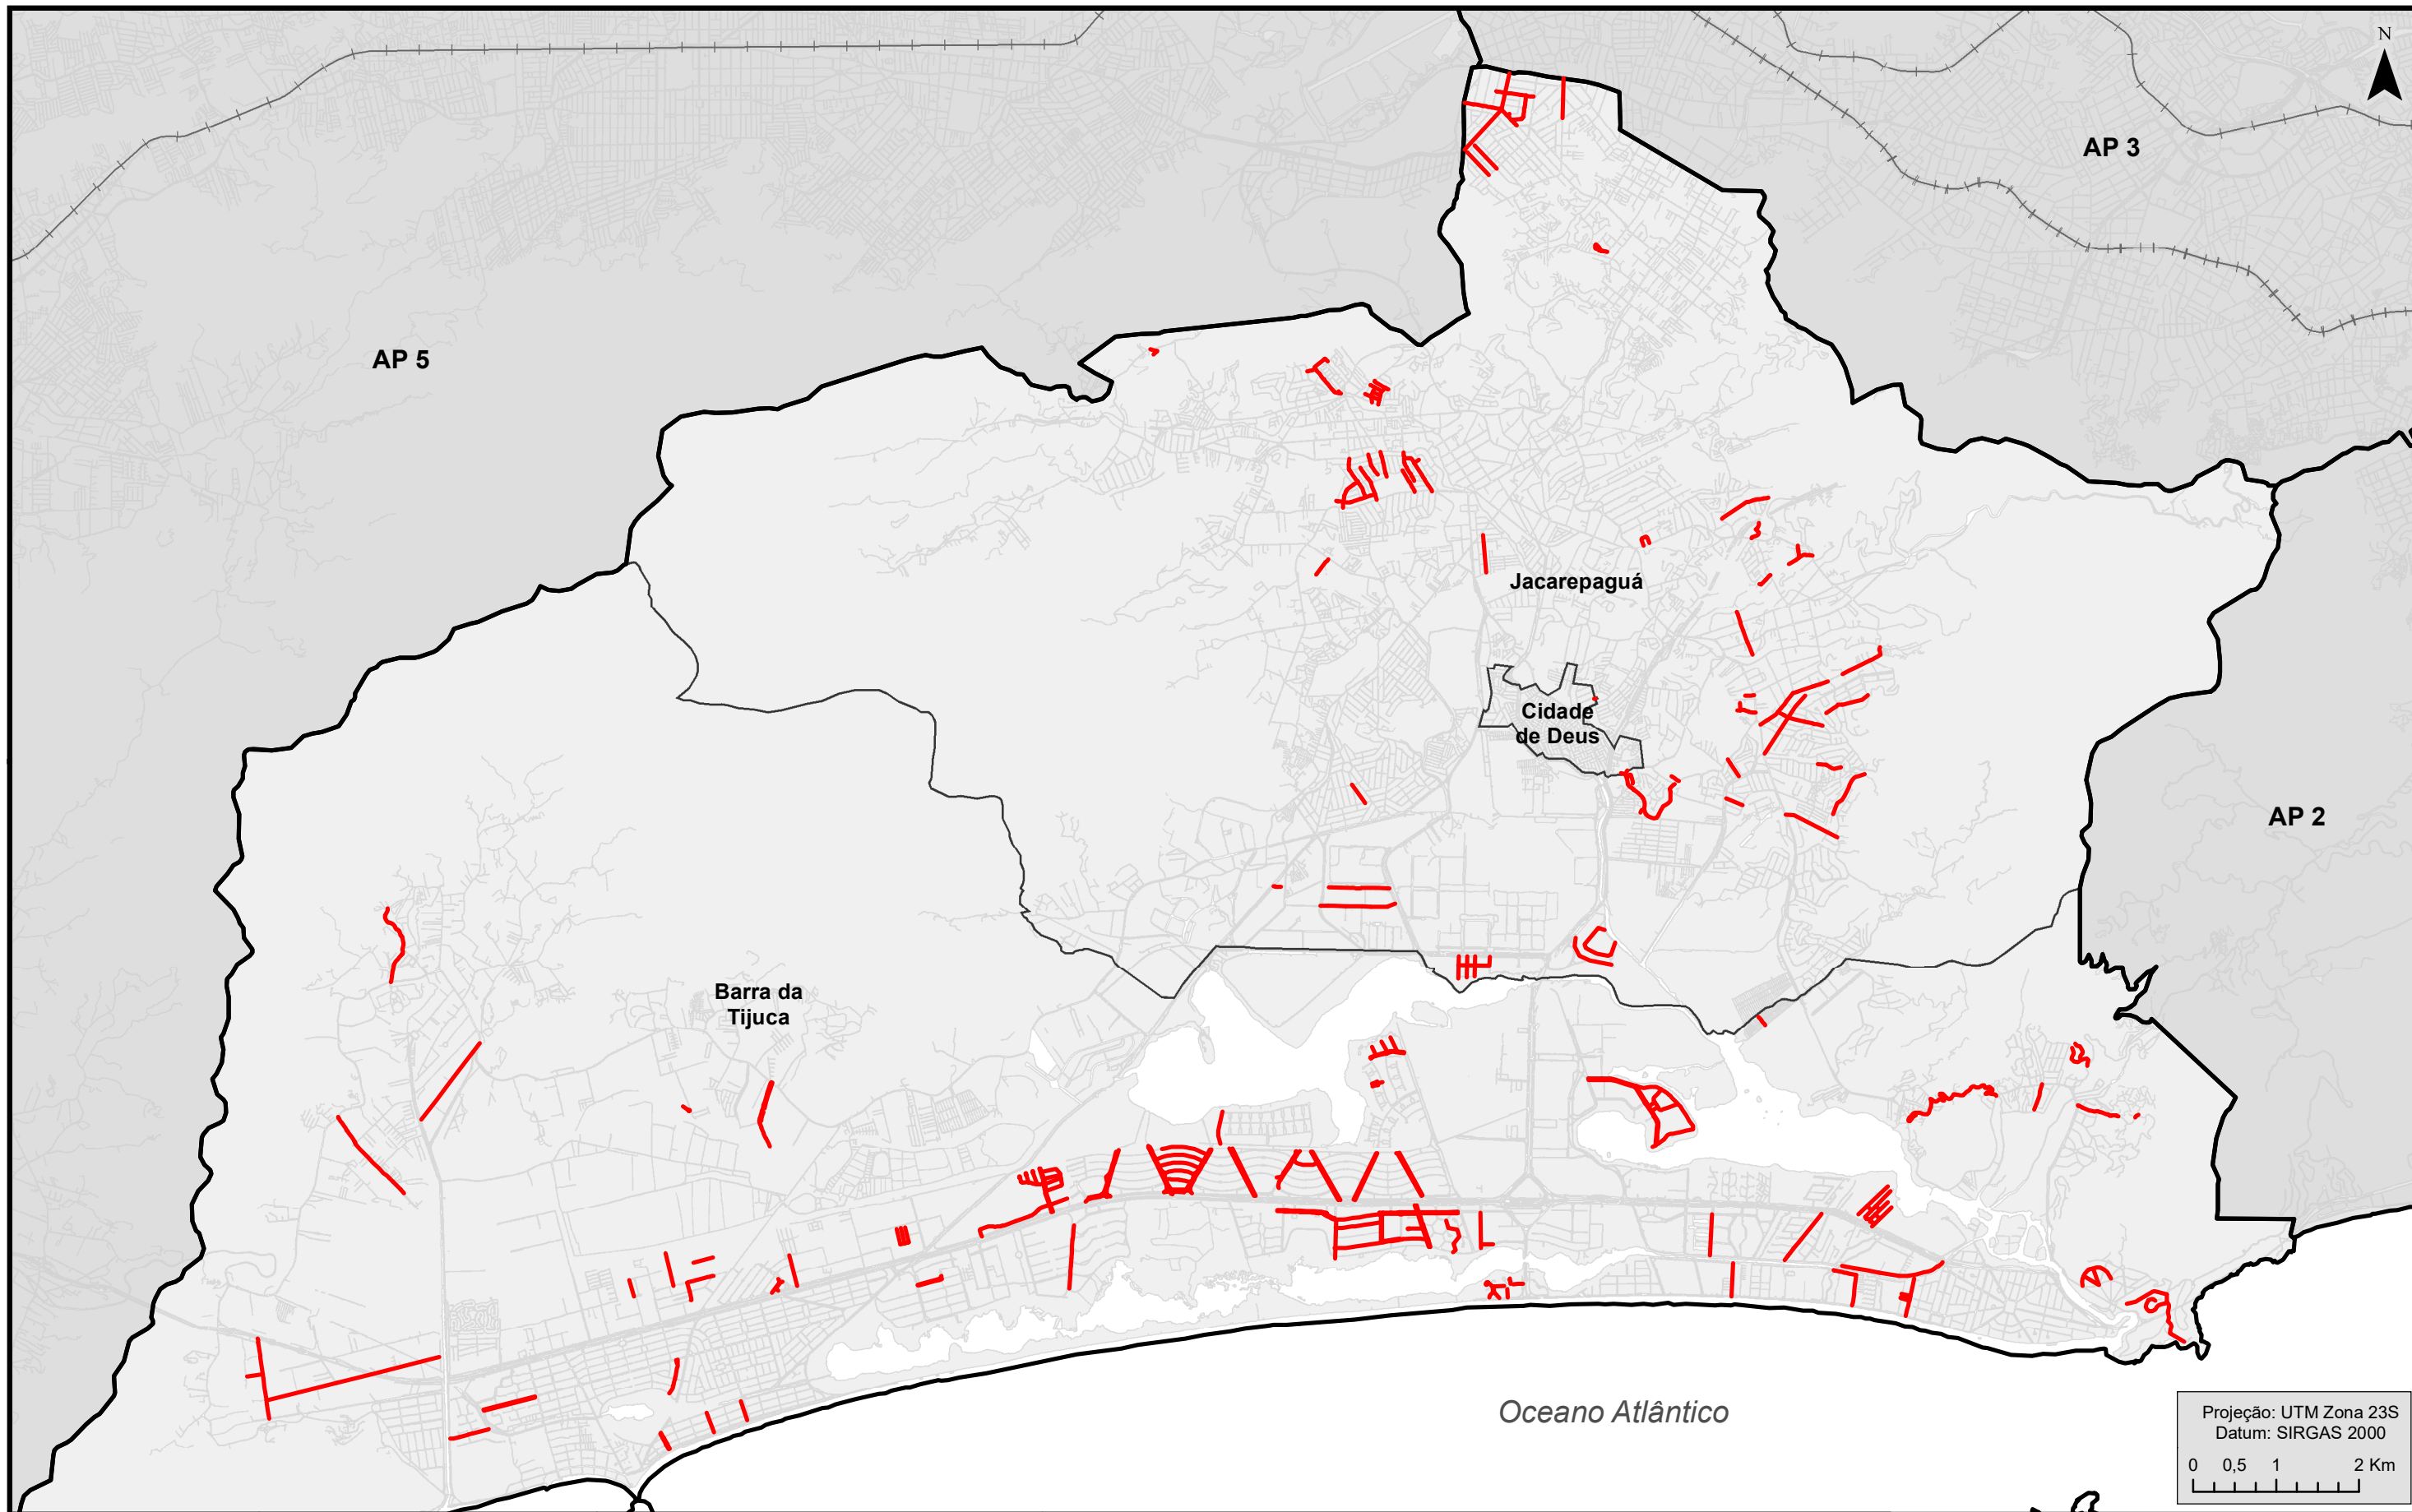 N
AP 3
AP 5
Jacarepaguá
Cidade
de Deus
AP 2
Barra da
Tijuca
Oceano Atlântico
Projeção: UTM Zona 23S
Datum: SIRGAS 2000
0 0,5 1 2 Km